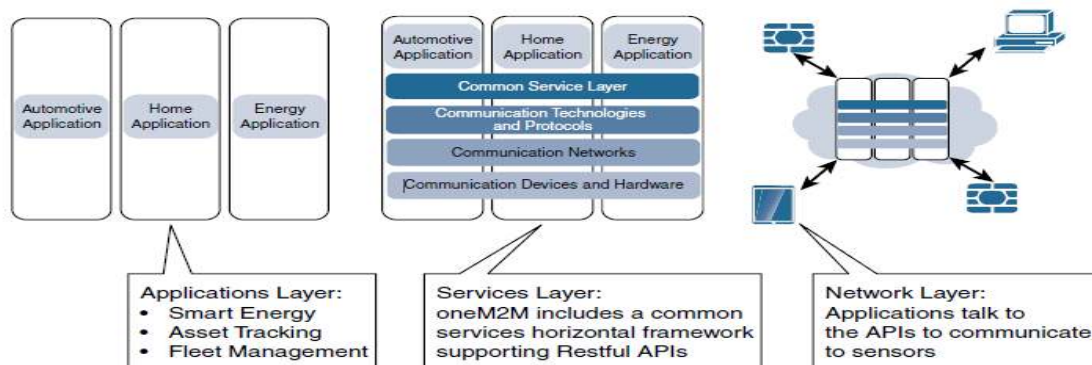 Automotive
Application
Home
Application
Energy
Application
Automotive
Application
Home
Application
Energy
Application
Common Service Layer
Communication Technologies
and Protocols
Communication Networks
Communication Devices and Hardware
Applications Layer:
• Smart Energy
• Asset Tracking
• Fleet Management
Services Layer:
oneM2M includes a common
services horizontal framework
supporting Restful APIs
Network Layer:
Applications talk to
the APIs to communicate
to sensors